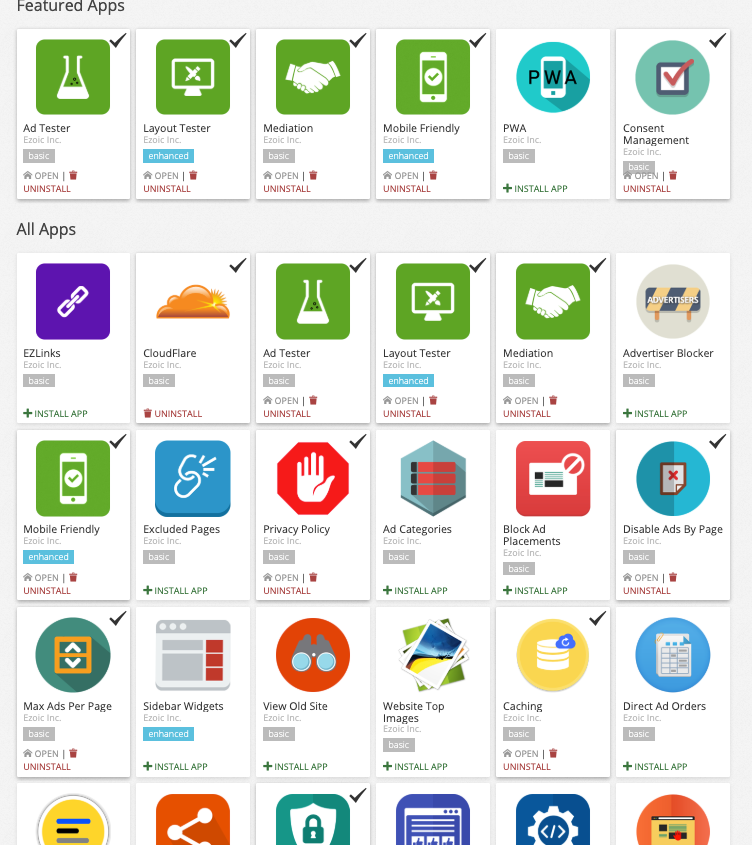 Featured Apps
Ad Tester
Ezoic Inc.
basic
OPEN |
UNINSTALL
Layout Tester
Ezoic Inc.
enhanced
OPEN |
UNINSTALL
Mediation
Ezoic Inc.
basic
OPEN |
UNINSTALL
Mobile Friendly
Ezoic Inc.
enhanced
OPEN |
UNINSTALL
PWA
PWA
Ezoic Inc.
basic
INSTALL APP
Consent
Management
Ezoic Inc.
basic
OPEN |
UNINSTALL
All Apps
EZLinks
Ezoic Inc.
basic
INSTALL APP
CloudFlare
Ezoic Inc.
basic
UNINSTALL
Ad Tester
Ezoic Inc.
basic
OPEN |
UNINSTALL
Layout Tester
Ezoic Inc.
enhanced
OPEN |
UNINSTALL
Mediation
Ezoic Inc.
basic
OPEN |
UNINSTALL
ADVERTISERS
Advertiser Blocker
Ezoic Inc.
basic
INSTALL APP
Mobile Friendly
Ezoic Inc.
enhanced
OPEN |
UNINSTALL
Excluded Pages
Ezoic Inc.
basic
INSTALL APP
Privacy Policy
Ezoic Inc.
basic
OPEN |
UNINSTALL
Ad Categories
Ezoic Inc.
basic
INSTALL APP
Block Ad
Placements
Ezoic Inc.
basic
INSTALL APP
Disable Ads By Page
Ezoic Inc.
basic
OPEN |
UNINSTALL
Max Ads Per Page
Ezoic Inc.
basic
OPEN |
UNINSTALL
Sidebar Widgets
Ezoic Inc.
enhanced
INSTALL APP
View Old Site
Ezoic Inc.
basic
INSTALL APP
Website Top
Images
Ezoic Inc.
basic
INSTALL APP
Caching
Ezoic Inc.
basic
OPEN |
UNINSTALL
Direct Ad Orders
Ezoic Inc.
basic
INSTALL APP